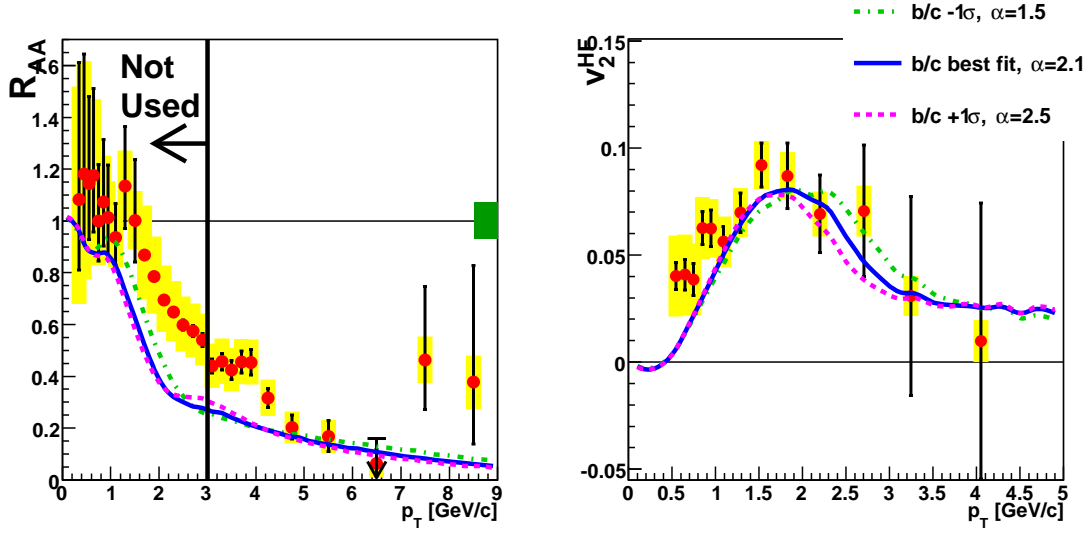 R_AA
1.6
1.4
1.2
1
0.8
0.6
0.4
0.2
0
Not
Used
0 1 2 3 4 5 6 7 8 9
p_T [GeV/c]
v_2^HF
0.15
0.10
0.05
0
-0.05
b/c -1σ, α=1.5
b/c best fit, α=2.1
b/c +1σ, α=2.5
0 0.5 1 1.5 2 2.5 3 3.5 4 4.5 5
p_T [GeV/c]